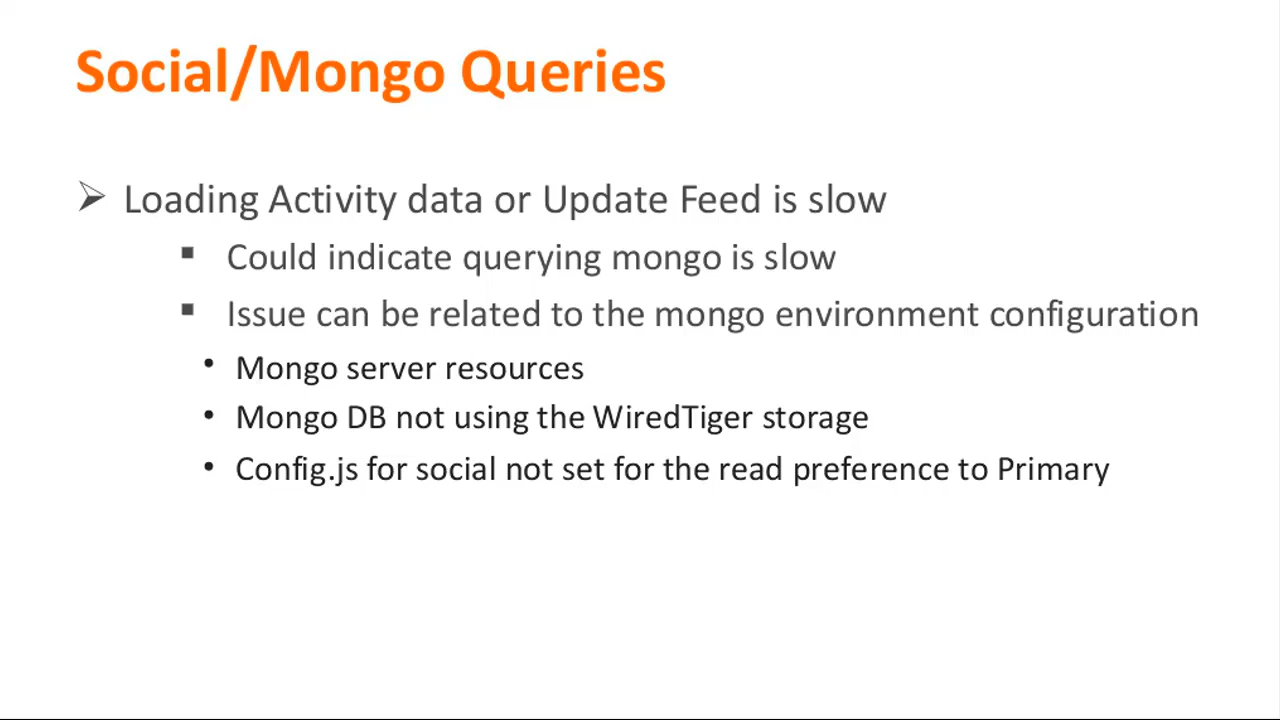 Social/Mongo Queries
➢ Loading Activity data or Update Feed is slow
▪ Could indicate querying mongo is slow
▪ Issue can be related to the mongo environment configuration
• Mongo server resources
• Mongo DB not using the WiredTiger storage
• Config.js for social not set for the read preference to Primary